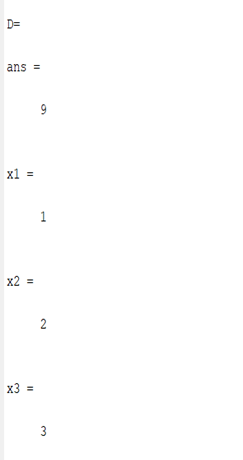 D=
ans =
9
x1 =
1
x2 =
2
x3 =
3